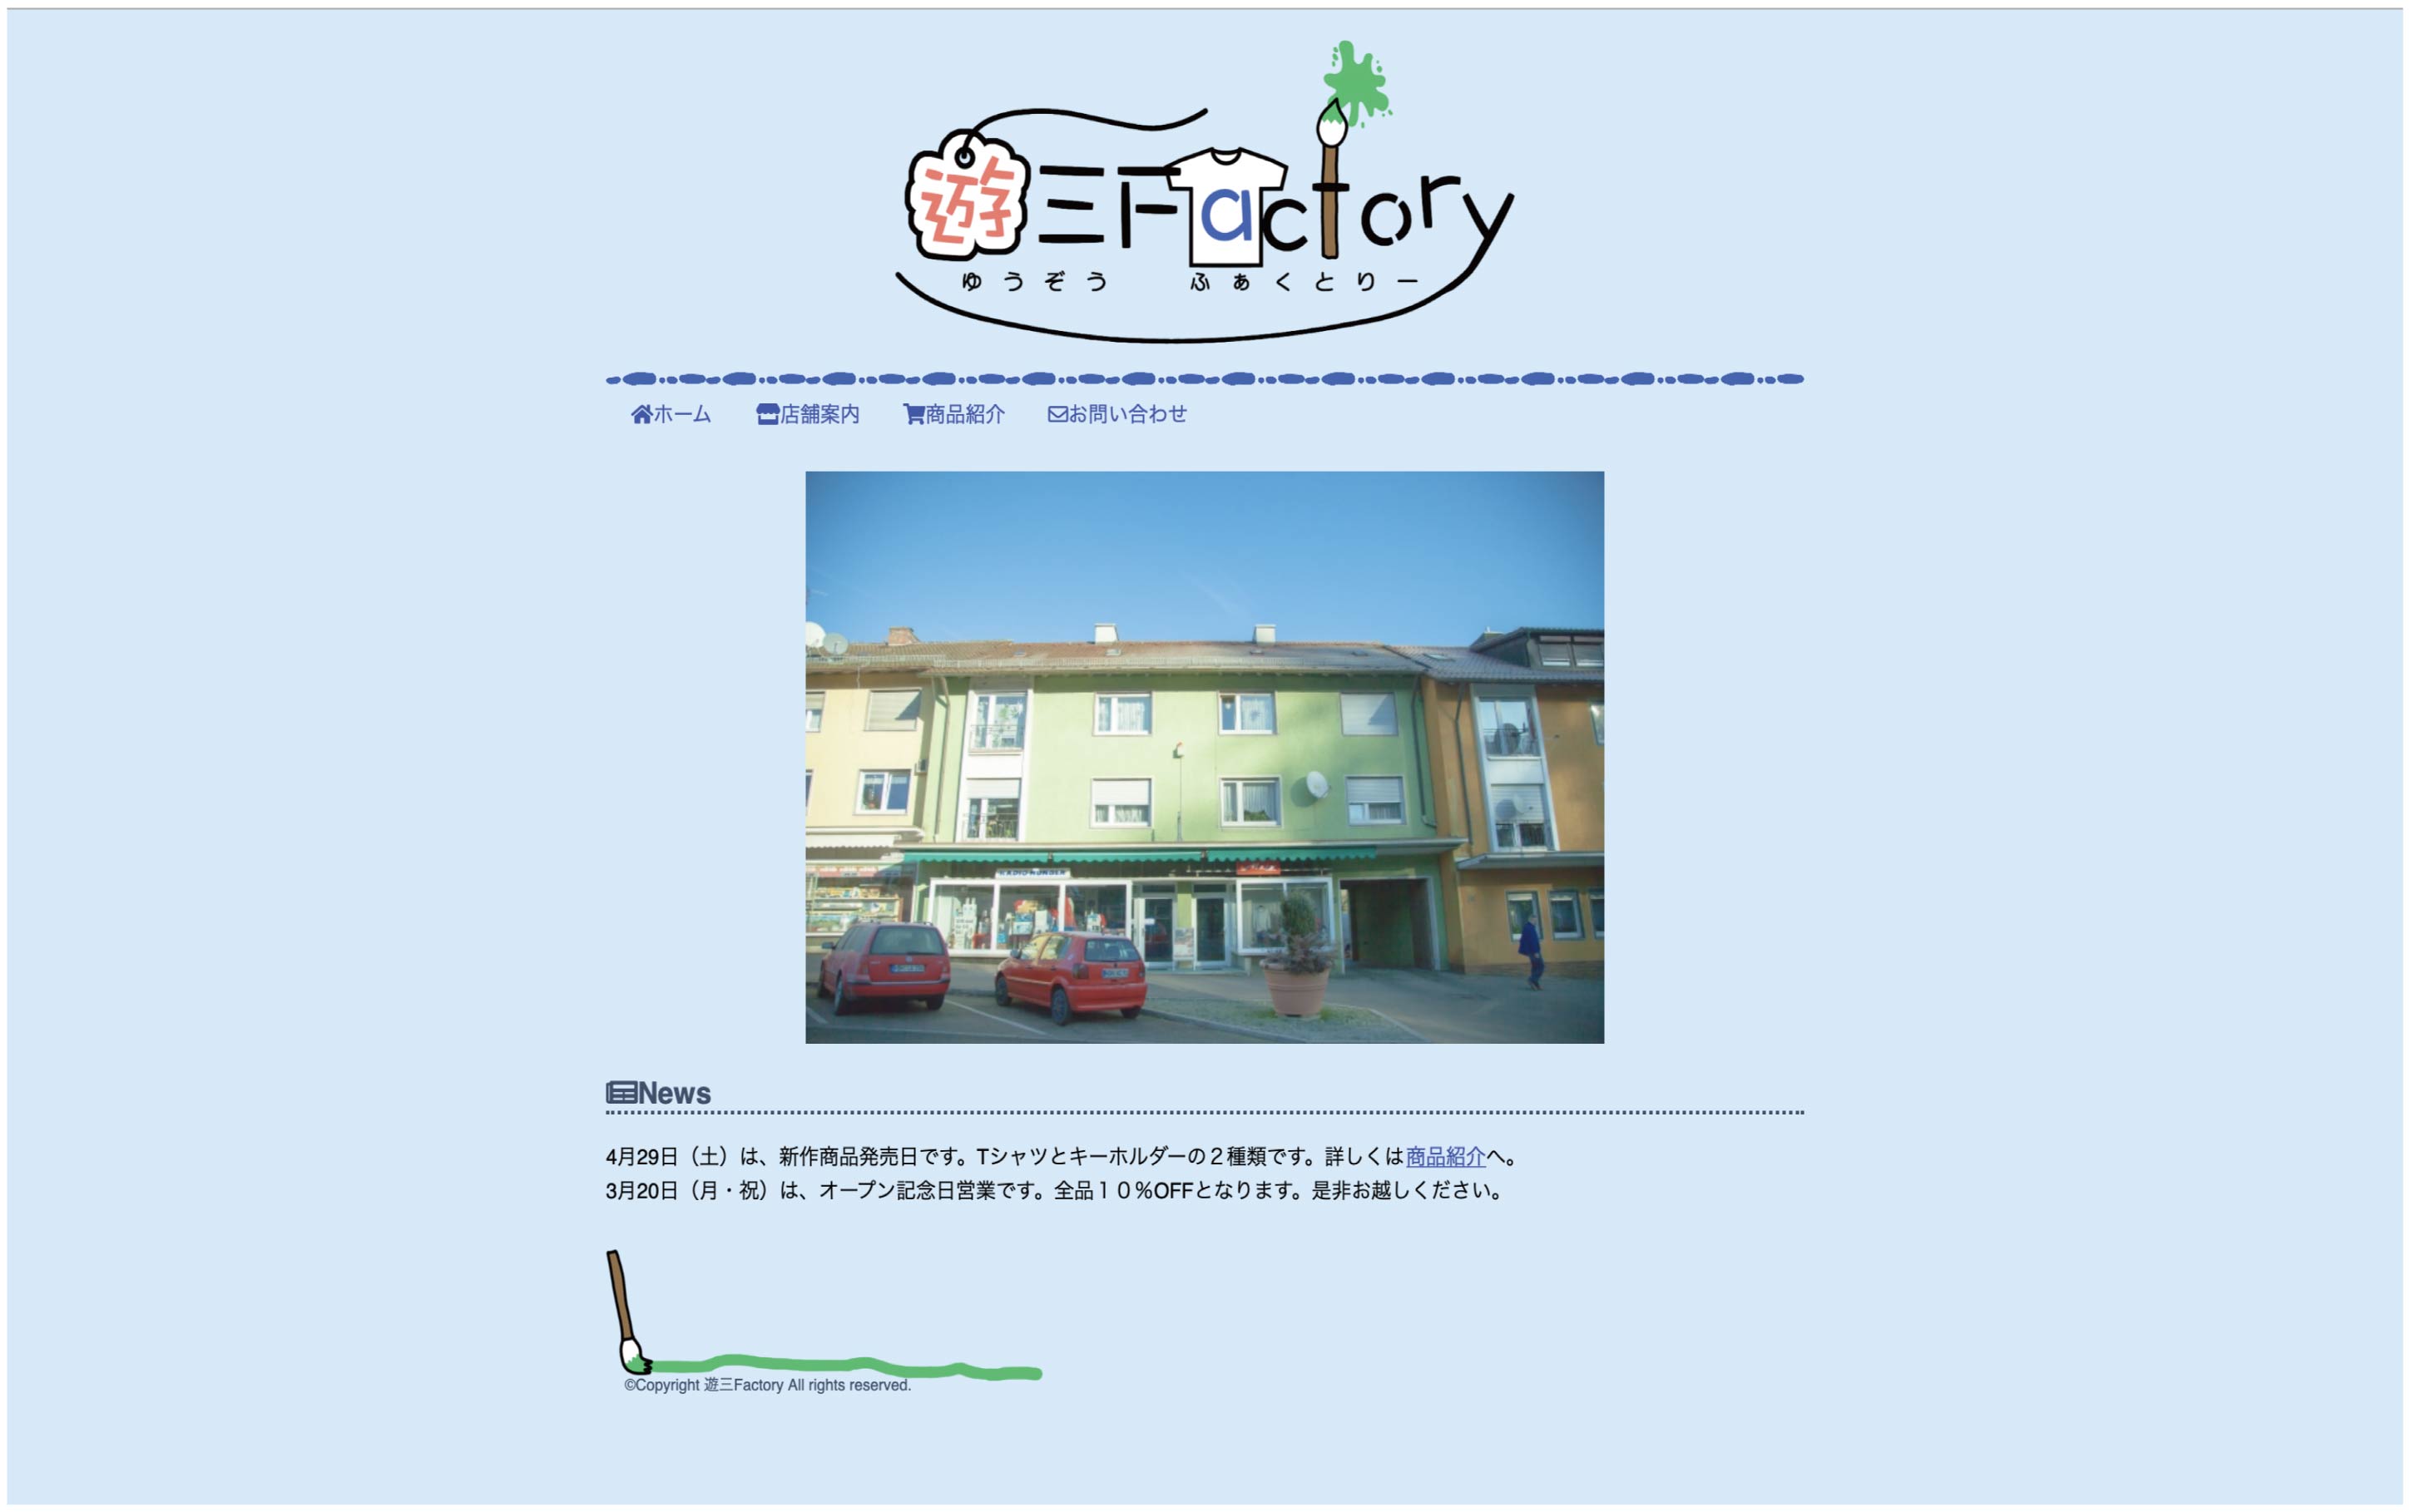 遊三Factory
ゆうぞう ふぁくとりー
ホーム 店舗案内 商品紹介 お問い合わせ
News
4月29日（土）は、新作商品発売日です。Tシャツとキーホルダーの２種類です。詳しくは商品紹介へ。
3月20日（月・祝）は、オープン記念日営業です。全品１０％OFFとなります。是非お越しください。
©Copyright 遊三Factory All rights reserved.